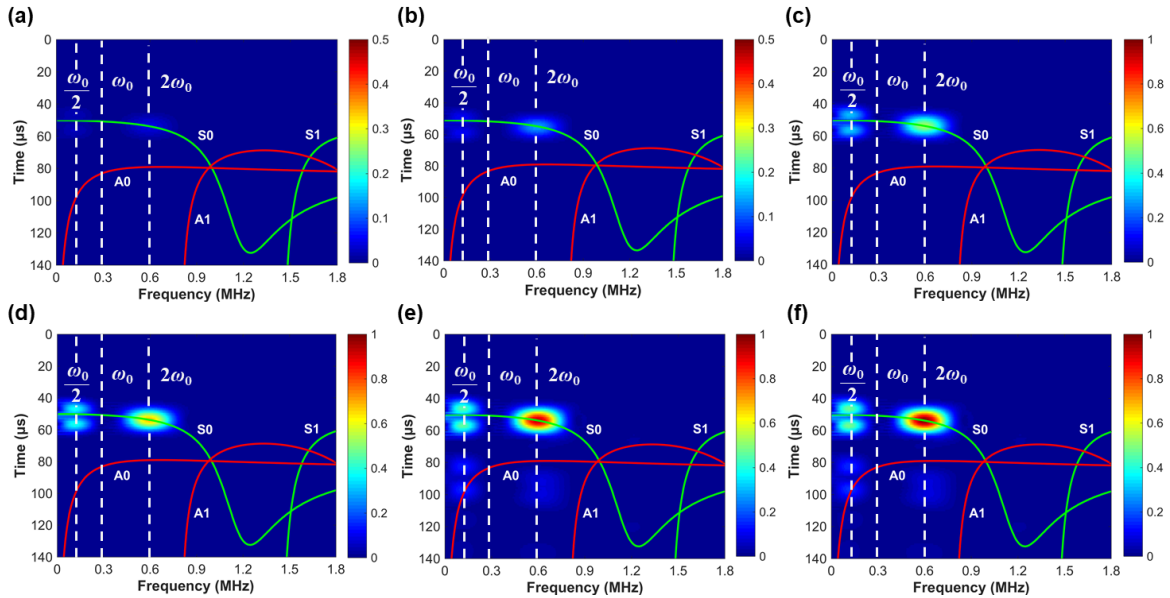 (a)
0
20
40
60
80
100
120
140
Time (μs)
ω0/2
ω0
2ω0
S0
S1
A0
A1
0 0.3 0.6 0.9 1.2 1.5 1.8
Frequency (MHz)
0.5
0.4
0.3
0.2
0.1
0
(b)
0
20
40
60
80
100
120
140
Time (μs)
ω0/2
ω0
2ω0
S0
S1
A0
A1
0 0.3 0.6 0.9 1.2 1.5 1.8
Frequency (MHz)
0.5
0.4
0.3
0.2
0.1
0
(c)
0
20
40
60
80
100
120
140
Time (μs)
ω0/2
ω0
2ω0
S0
S1
A0
A1
0 0.3 0.6 0.9 1.2 1.5 1.8
Frequency (MHz)
1
0.8
0.6
0.4
0.2
0
(d)
0
20
40
60
80
100
120
140
Time (μs)
ω0/2
ω0
2ω0
S0
S1
A0
A1
0 0.3 0.6 0.9 1.2 1.5 1.8
Frequency (MHz)
1
0.8
0.6
0.4
0.2
0
(e)
0
20
40
60
80
100
120
140
Time (μs)
ω0/2
ω0
2ω0
S0
S1
A0
A1
0 0.3 0.6 0.9 1.2 1.5 1.8
Frequency (MHz)
1
0.8
0.6
0.4
0.2
0
(f)
0
20
40
60
80
100
120
140
Time (μs)
ω0/2
ω0
2ω0
S0
S1
A0
A1
0 0.3 0.6 0.9 1.2 1.5 1.8
Frequency (MHz)
1
0.8
0.6
0.4
0.2
0